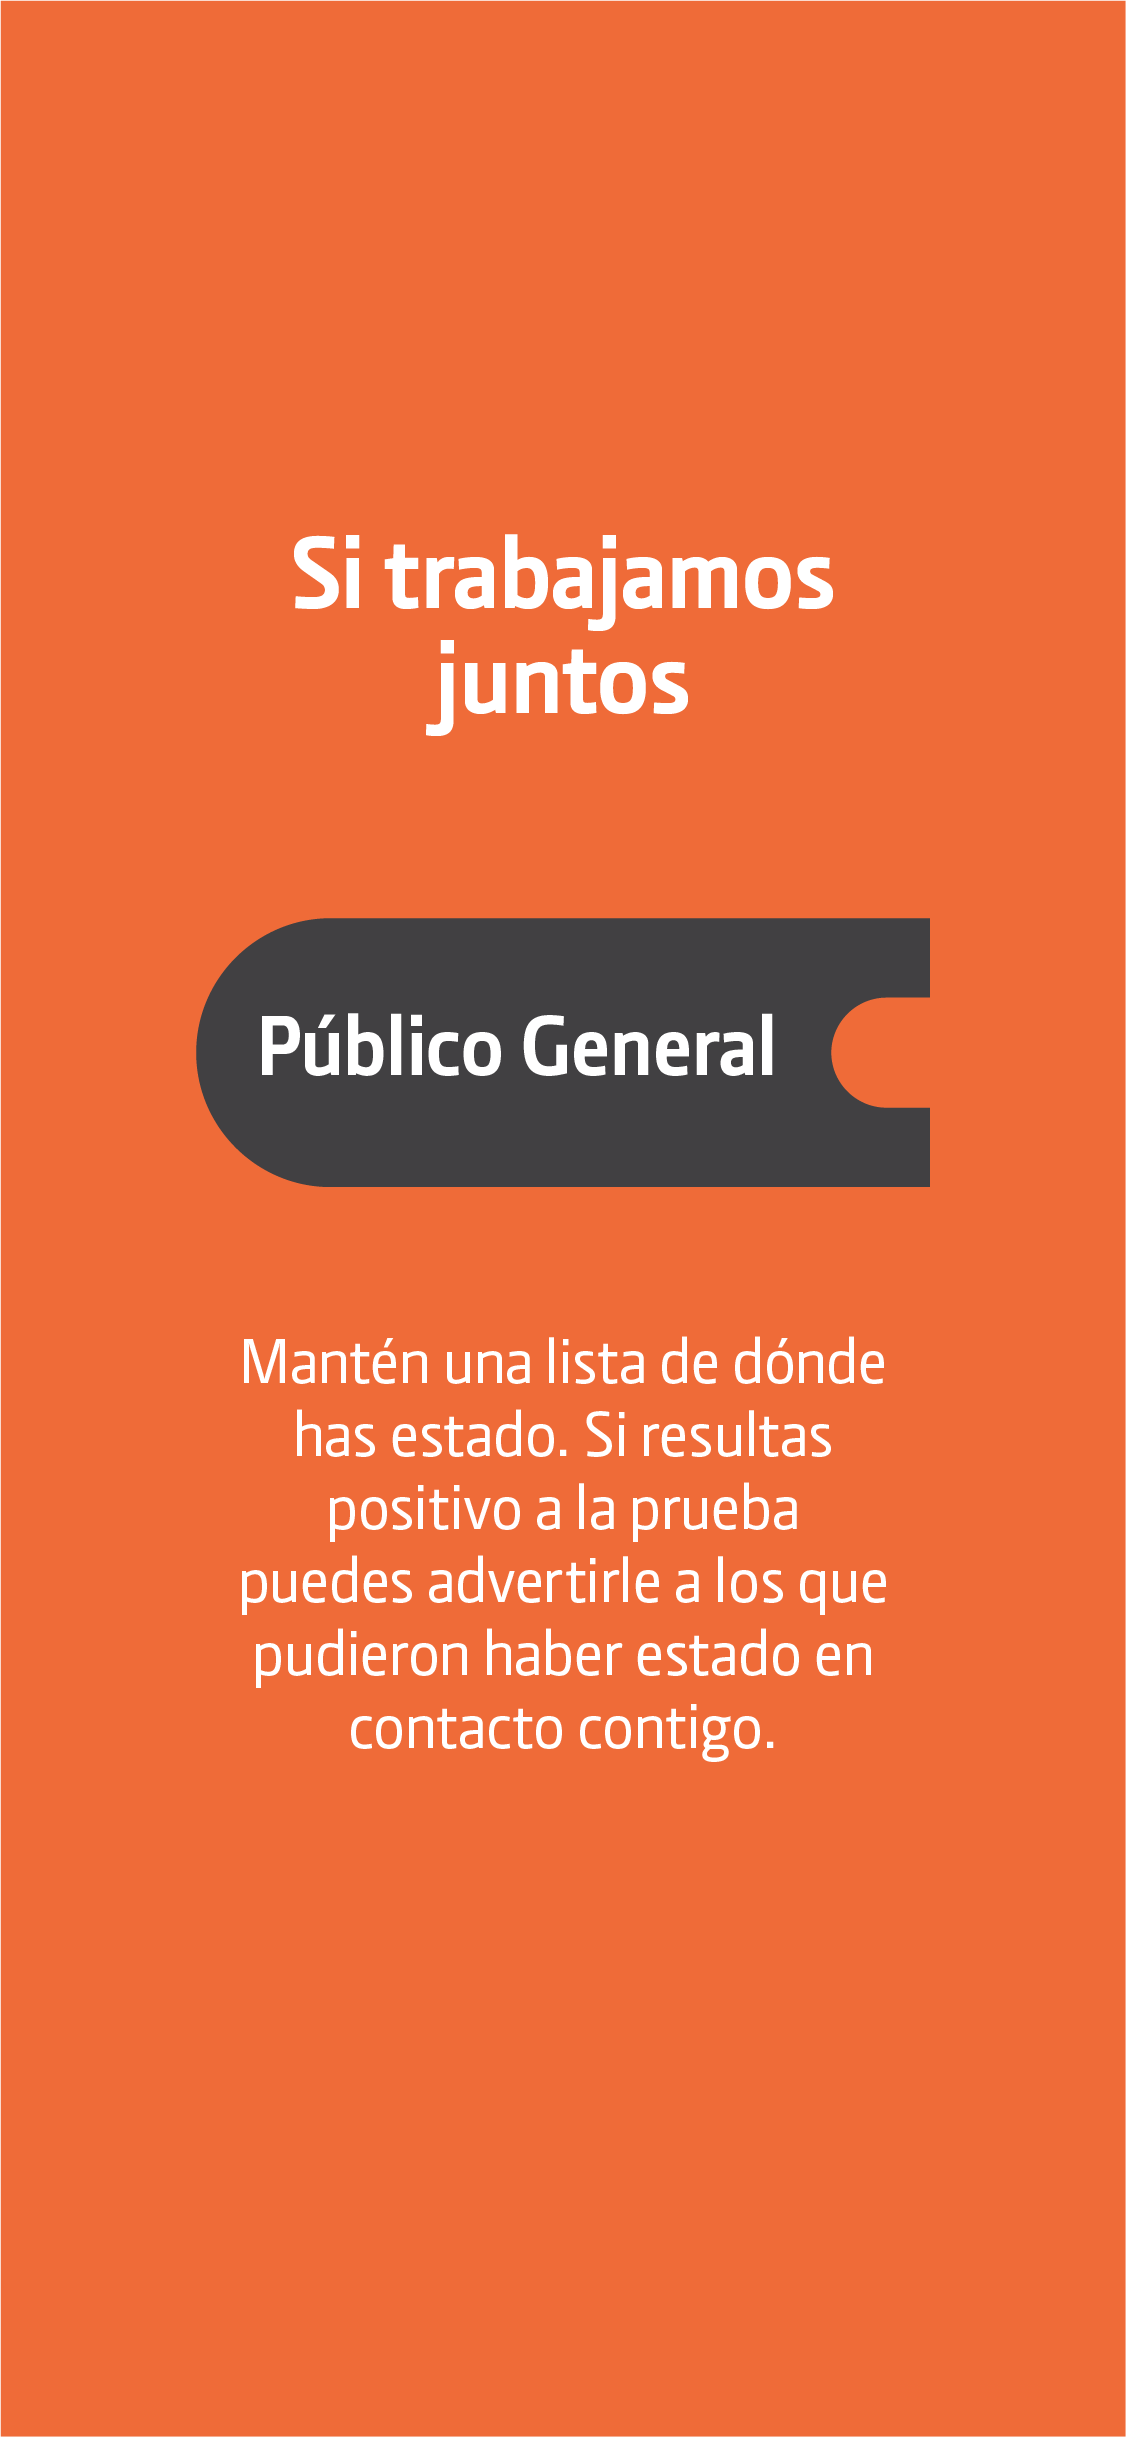 Si trabajamos
juntos
Público General
Mantén una lista de dónde
has estado. Si resultas
positivo a la prueba
puedes advertirle a los que
pudieron haber estado en
contacto contigo.